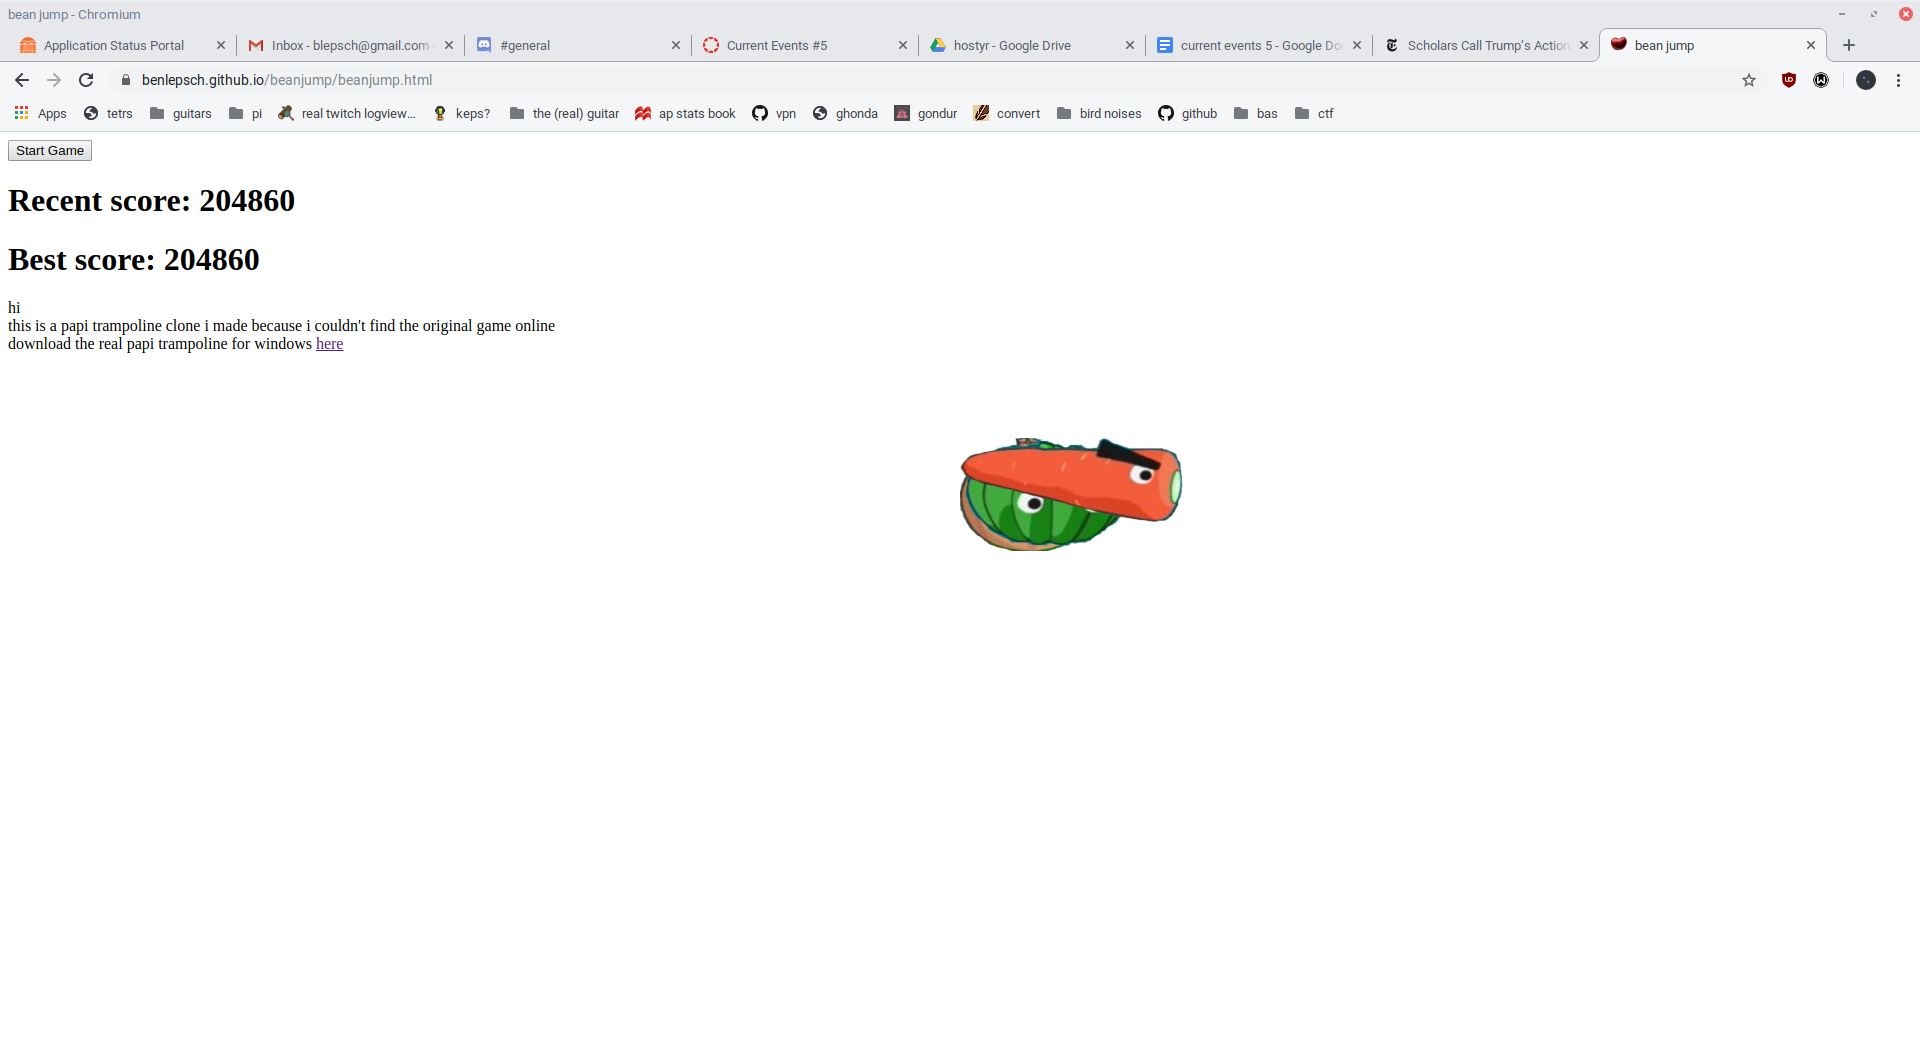 bean jump - Chromium
Application Status Portal
Inbox - blepsch@gmail.com -
#general
Current Events #5
hostyr - Google Drive
current events 5 - Google Do
Scholars Call Trump’s Action
bean jump
benlepsch.github.io/beanjump/beanjump.html
Apps
tetrs
guitars
pi
real twitch logview...
keps?
the (real) guitar
ap stats book
vpn
ghonda
gondur
convert
bird noises
github
bas
ctf
Start Game
Recent score: 204860
Best score: 204860
hi
this is a papi trampoline clone i made because i couldn't find the original game online
download the real papi trampoline for windows here